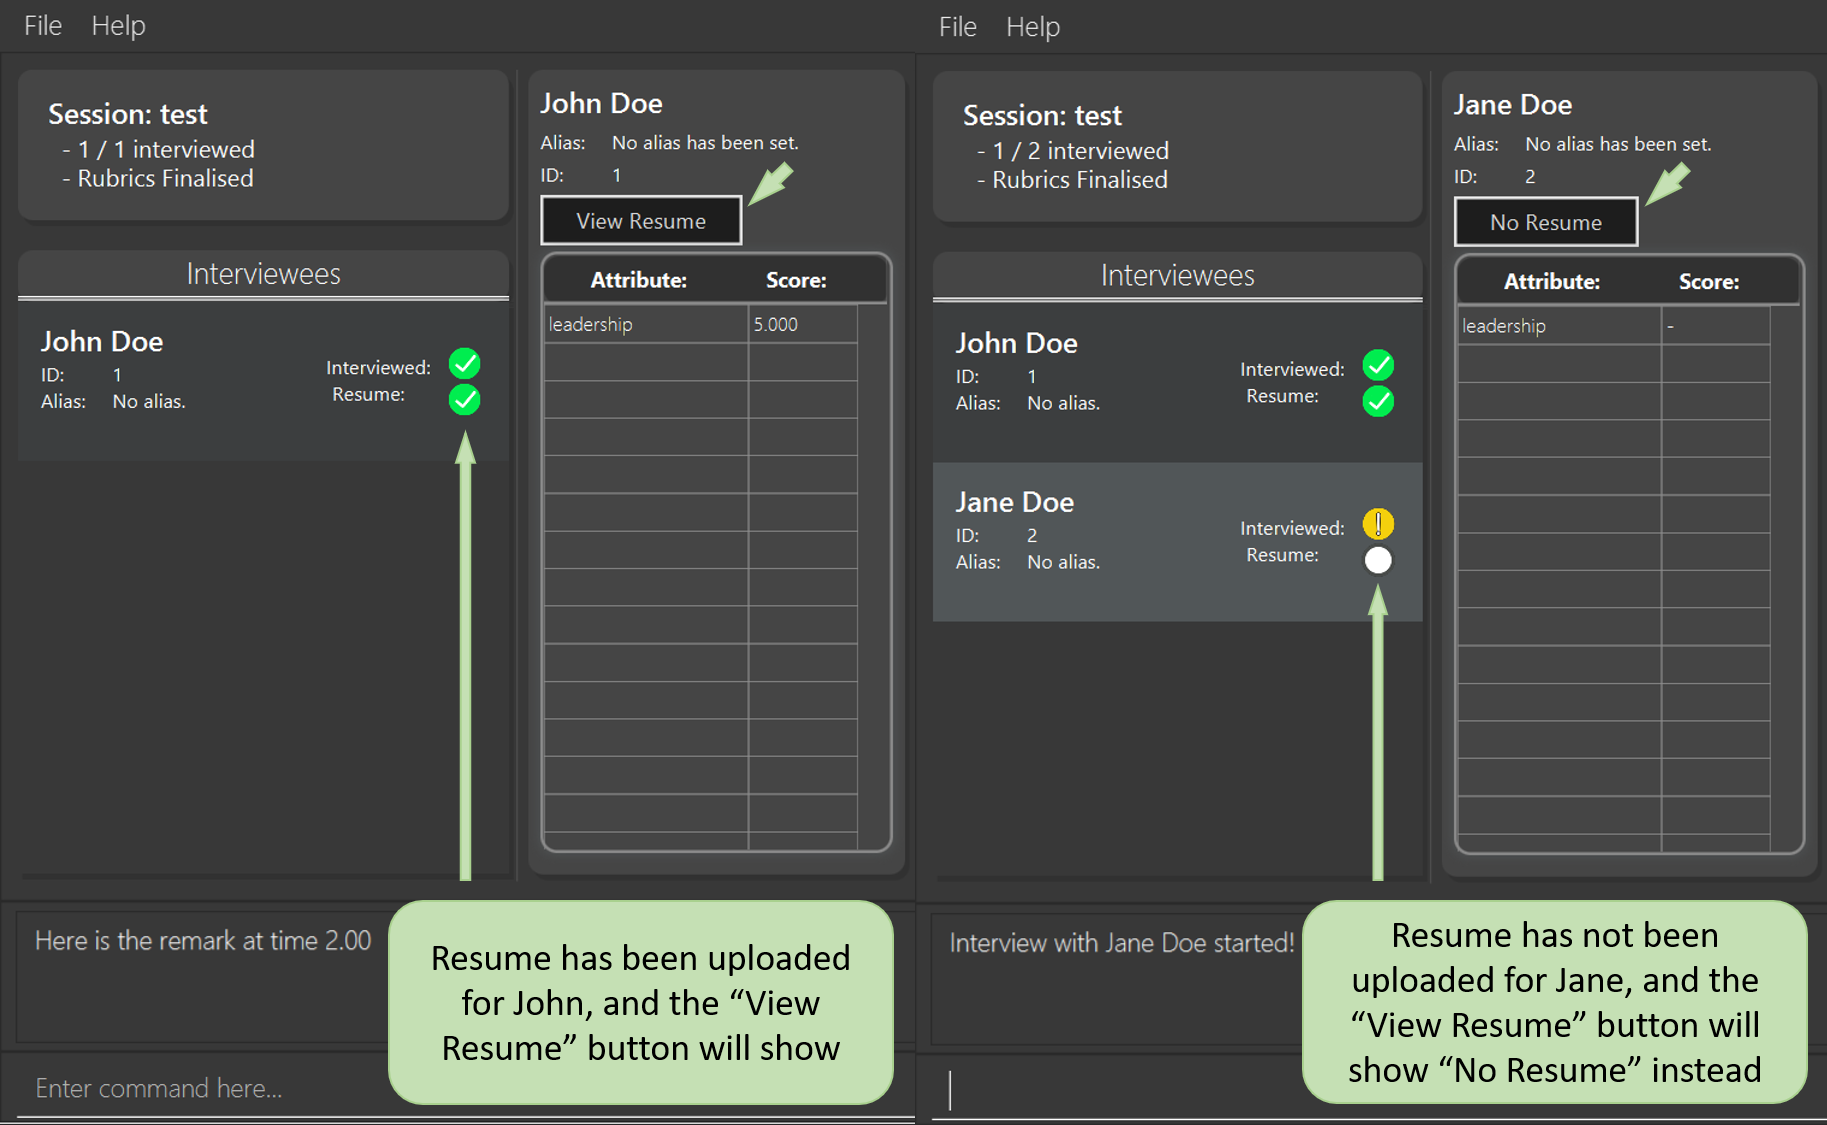 File Help
Session: test
- 1 / 1 interviewed
- Rubrics Finalised
Interviewees
John Doe
ID: 1
Alias: No alias.
Interviewed:
Resume:
John Doe
Alias: No alias has been set.
ID: 1
View Resume
Attribute: Score:
leadership 5.000
Here is the remark at time 2.00
Enter command here...
Resume has been uploaded
for John, and the “View
Resume” button will show
File Help
Session: test
- 1 / 2 interviewed
- Rubrics Finalised
Interviewees
John Doe
ID: 1
Alias: No alias.
Interviewed:
Resume:
Jane Doe
ID: 2
Alias: No alias.
Interviewed:
Resume:
Jane Doe
Alias: No alias has been set.
ID: 2
No Resume
Attribute: Score:
leadership -
Interview with Jane Doe started!
Resume has not been
uploaded for Jane, and the
“View Resume” button will
show “No Resume” instead